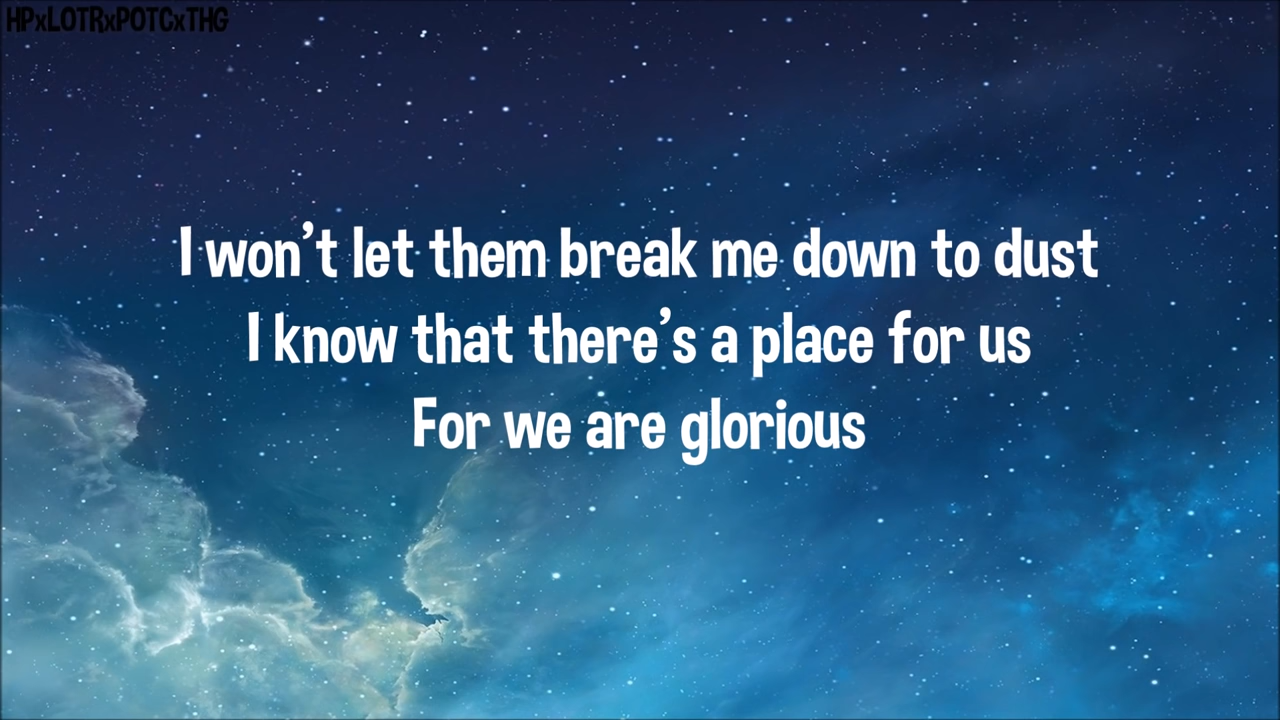 HPxLOTRxPOTCxTHG
I won't let them break me down to dust
I know that there's a place for us
For we are glorious